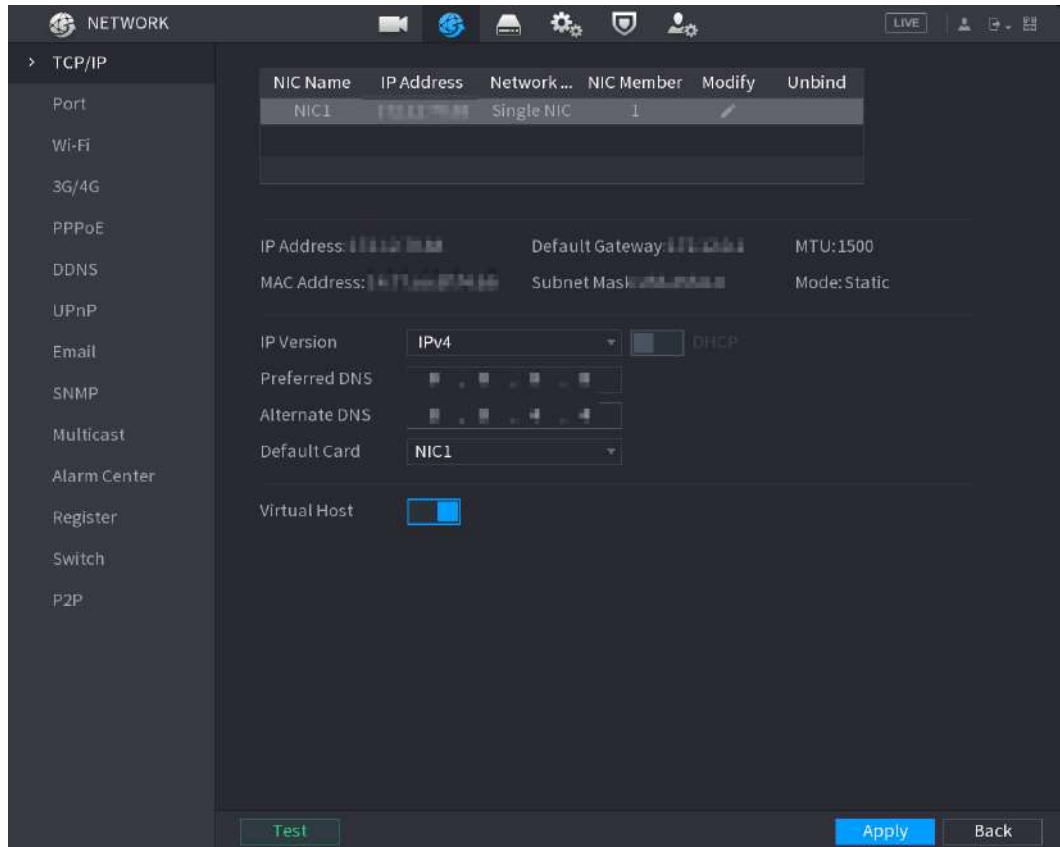 NETWORK
LIVE
> TCP/IP
Port
Wi-Fi
3G/4G
PPPoE
DDNS
UPnP
Email
SNMP
Multicast
Alarm Center
Register
Switch
P2P
NIC Name IP Address Network ... NIC Member Modify Unbind
NIC1 Single NIC 1
IP Address: Default Gateway: MTU:1500
MAC Address: Subnet Mask Mode:Static
IP Version IPv4 DHCP
Preferred DNS
Alternate DNS
Default Card NIC1
Virtual Host
Test Apply Back